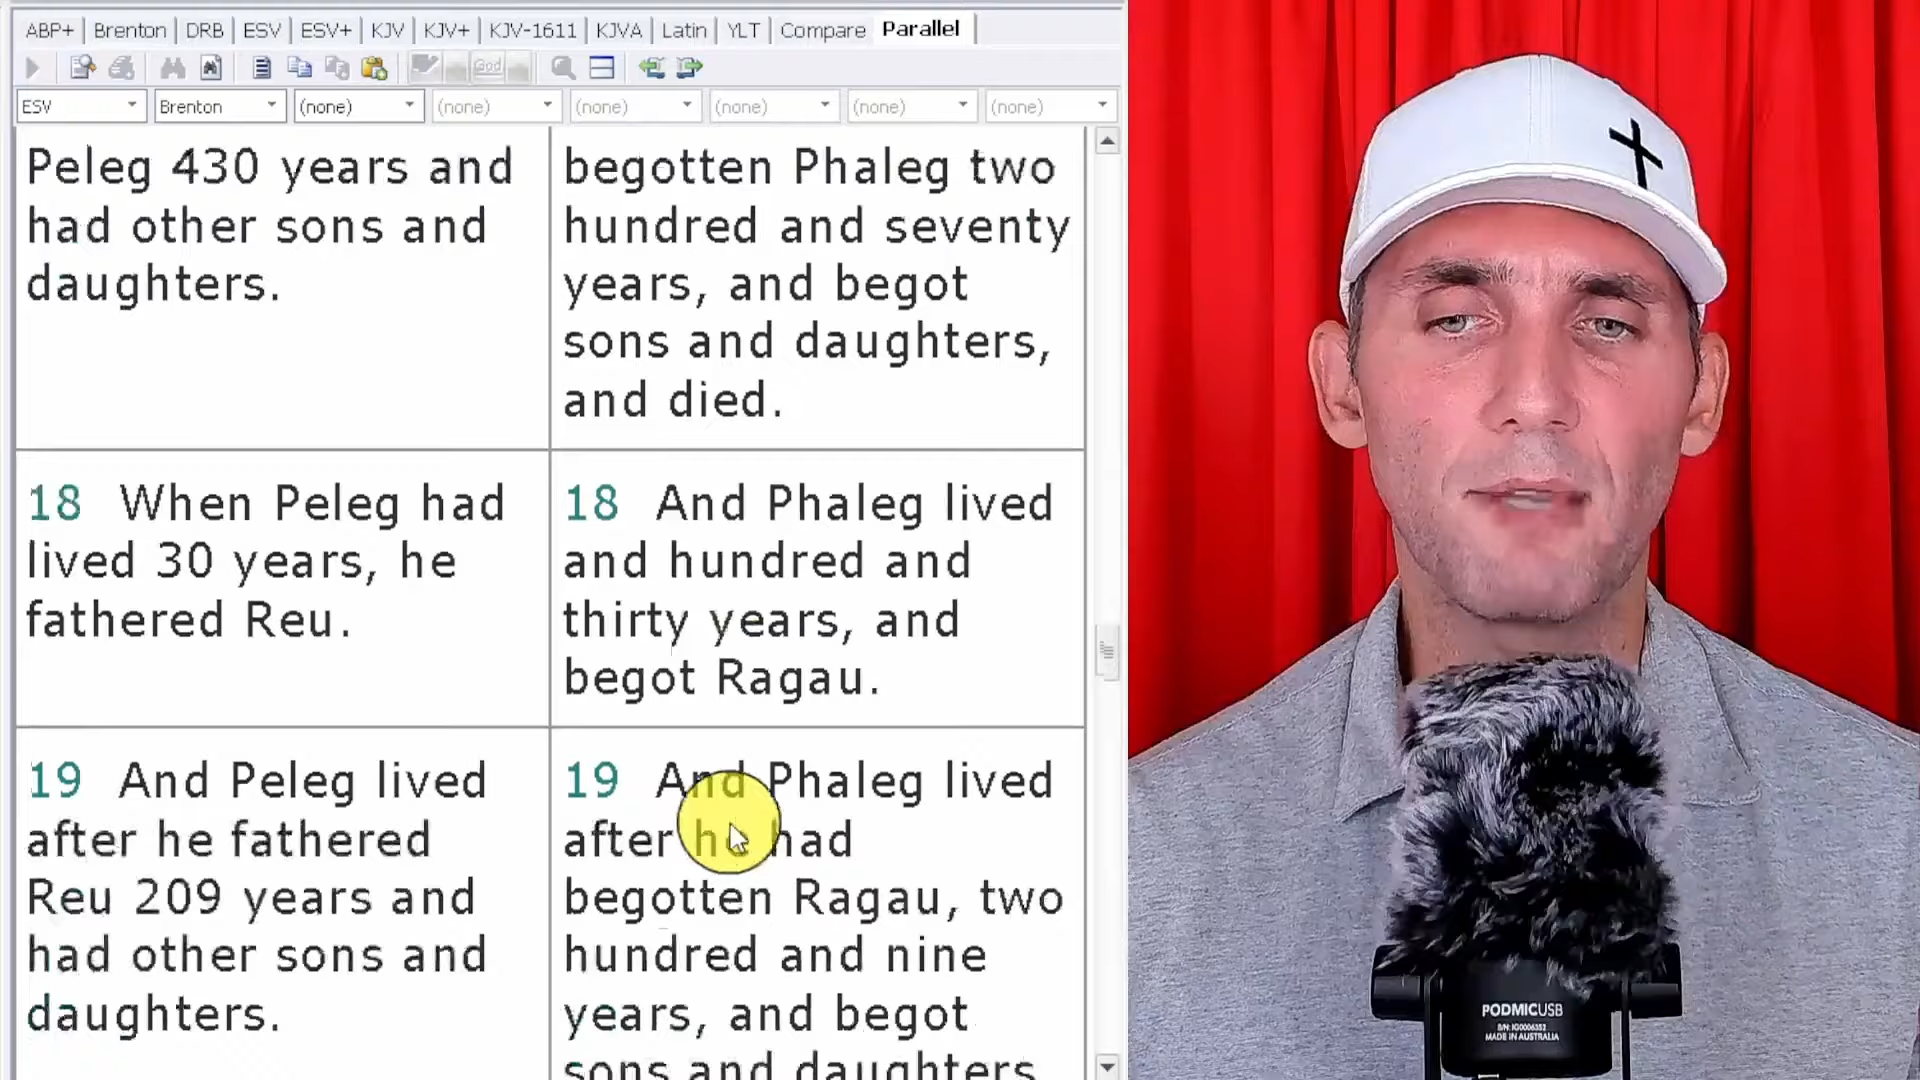 ABP+ Brenton DRB ESV ESV+ KJV KJV+ KJV-1611 KJVA Latin YLT Compare Parallel
God
ESV Brenton (none) (none) (none) (none) (none) (none)
Peleg 430 years and
had other sons and
daughters.
begotten Phaleg two
hundred and seventy
years, and begot
sons and daughters,
and died.
18 When Peleg had
lived 30 years, he
fathered Reu.
18 And Phaleg lived
and hundred and
thirty years, and
begot Ragau.
19 And Peleg lived
after he fathered
Reu 209 years and
had other sons and
daughters.
19 And Phaleg lived
after he had
begotten Ragau, two
hundred and nine
years, and begot
sons and daughters
PODMICUSB
S/N: IG0006352
MADE IN AUSTRALIA